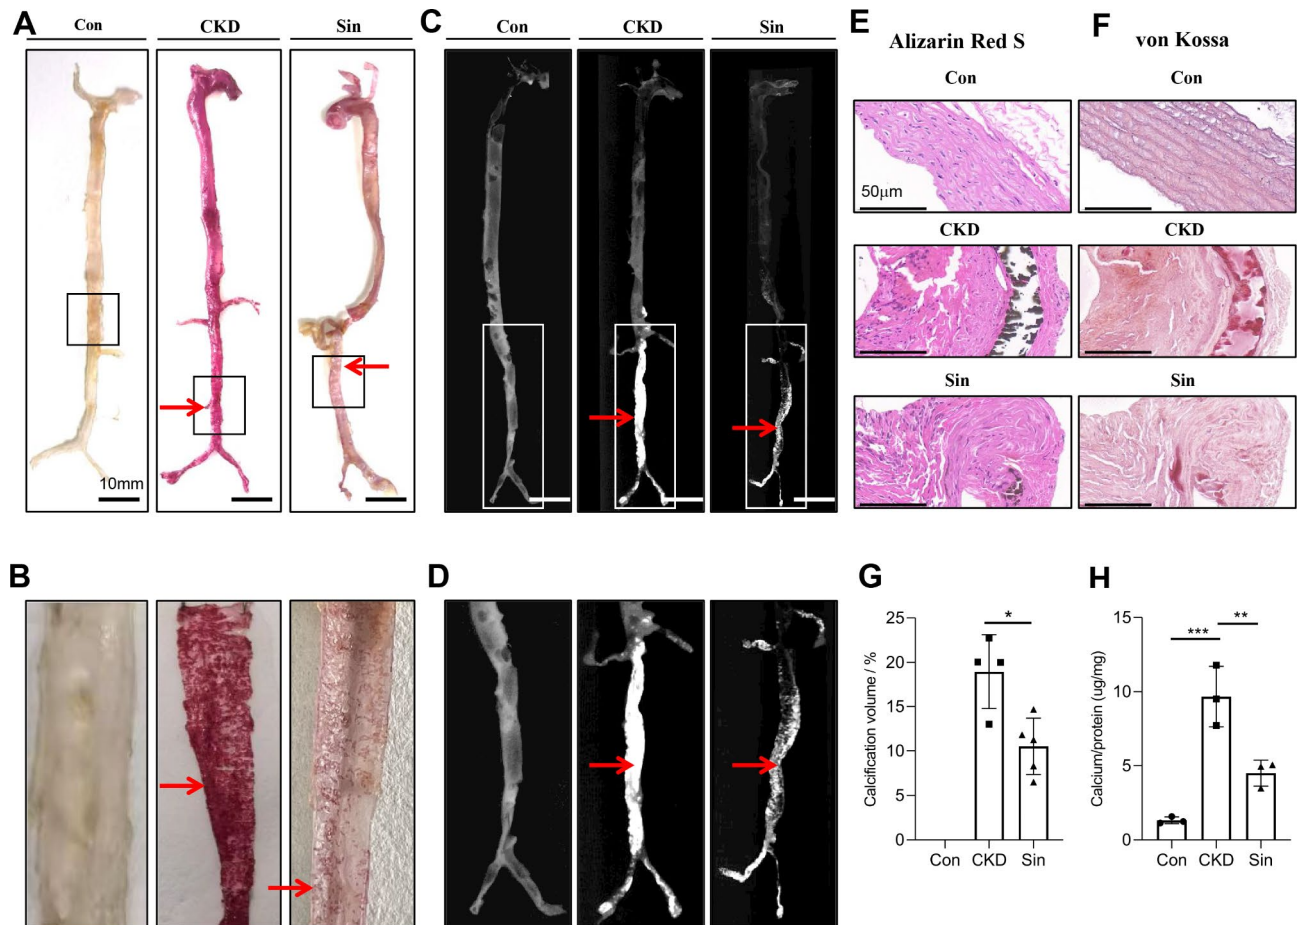 A
Con
CKD
Sin
10mm
B
C
Con
CKD
Sin
D
E
Alizarin Red S
Con
50μm
CKD
Sin
F
von Kossa
Con
CKD
Sin
G
Calcification volume / %
25
20
15
10
5
0
*
Con CKD Sin
H
Calcium/protein (ug/mg)
15
10
5
0
***
**
Con CKD Sin